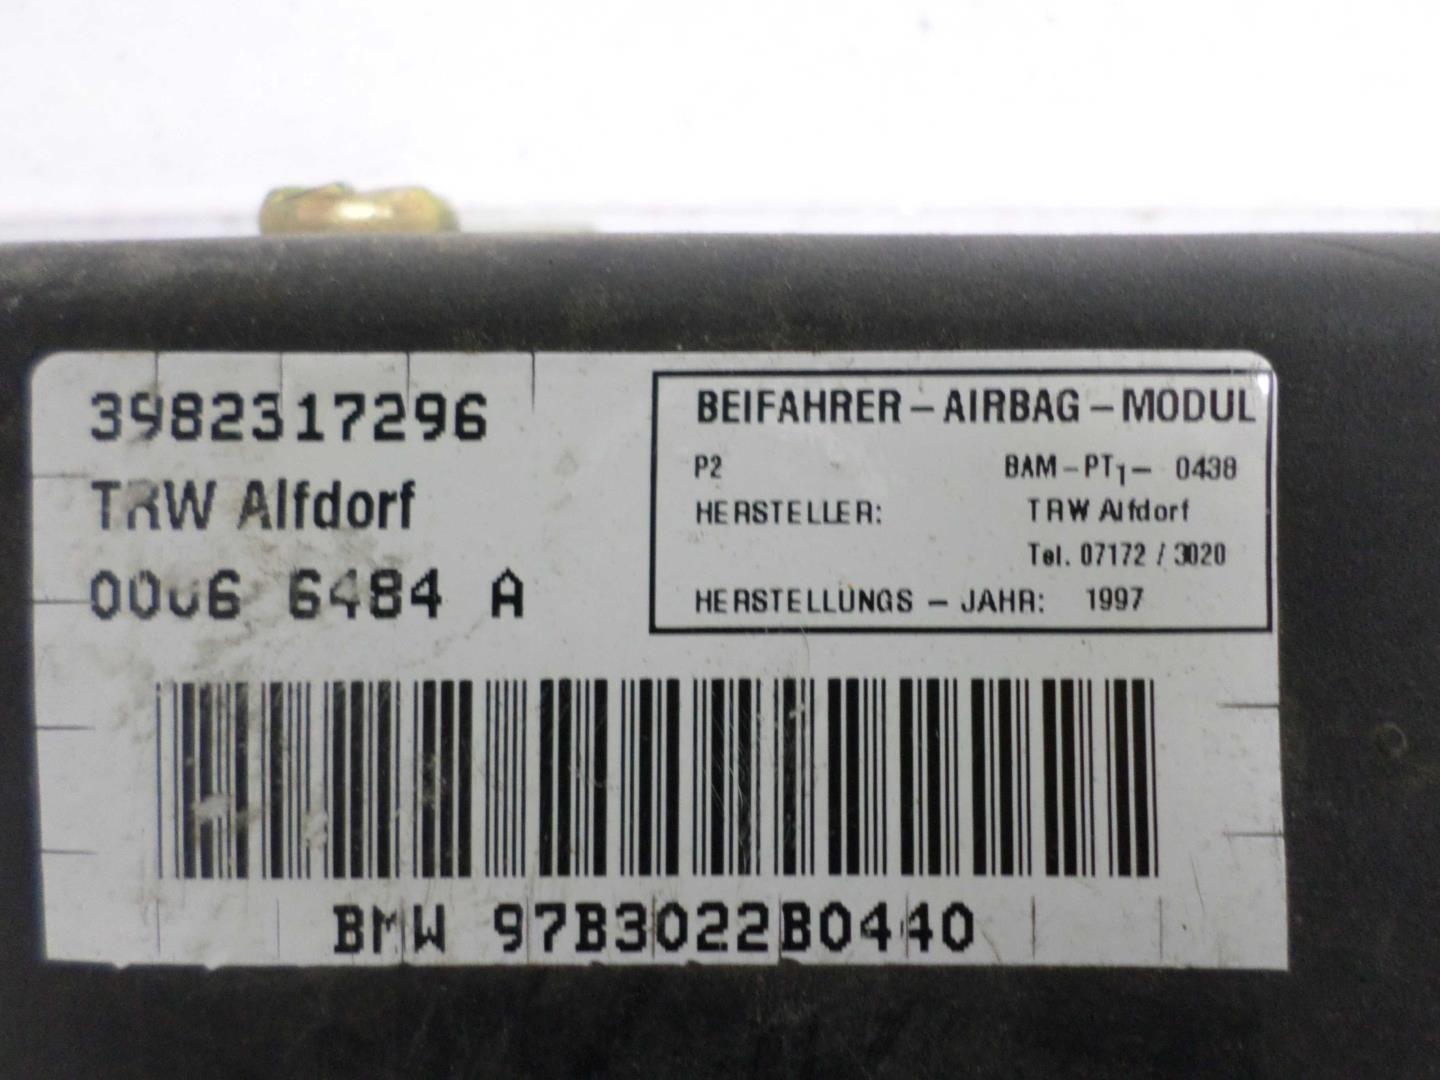 3982317296
TRW Alfdorf
0006 6484 A
BEIFAHRER – AIRBAG – MODUL
P2 BAM – PT1 – 0438
HERSTELLER: TRW Alfdorf
Tel. 07172 / 3020
HERSTELLUNGS – JAHR: 1997
BMW 97B3022B0440